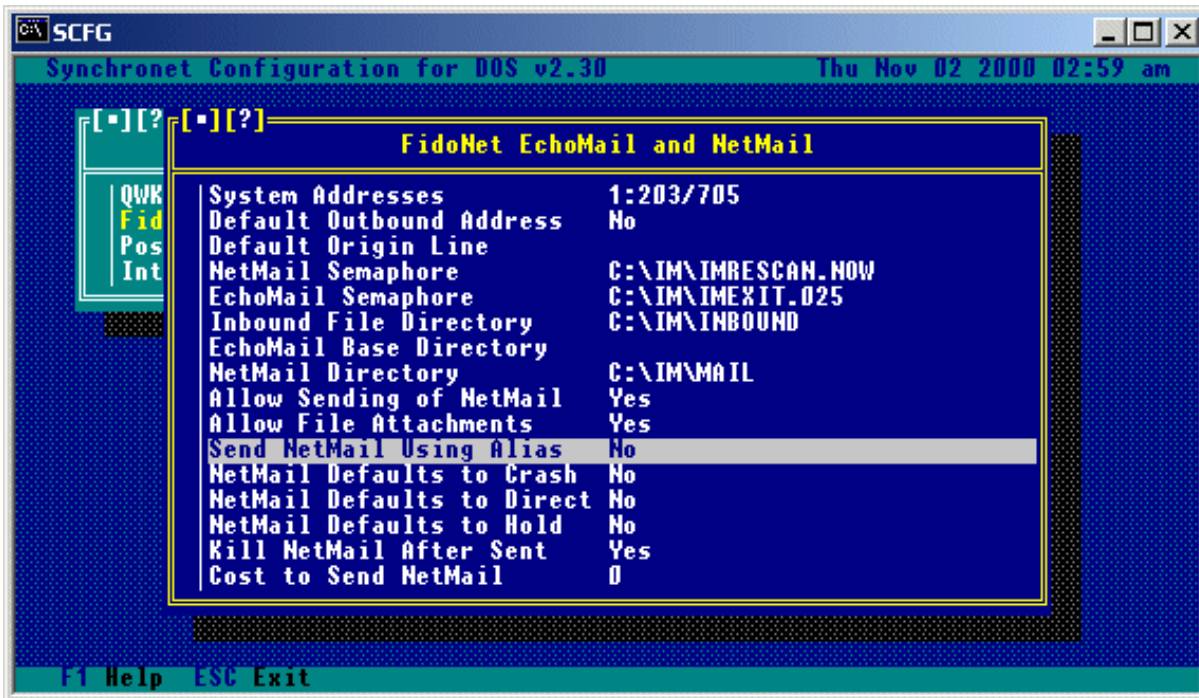 SCFG
Synchronet Configuration for DOS v2.30 Thu Nov 02 2000 02:59 am
[▪][? [▪][?]
FidoNet EchoMail and NetMail
QWK
Fid
Pos
Int
System Addresses 1:203/705
Default Outbound Address No
Default Origin Line
NetMail Semaphore C:\IM\IMRESCAN.NOW
EchoMail Semaphore C:\IM\IMEXIT.025
Inbound File Directory C:\IM\INBOUND
EchoMail Base Directory
NetMail Directory C:\IM\MAIL
Allow Sending of NetMail Yes
Allow File Attachments Yes
Send NetMail Using Alias No
NetMail Defaults to Crash No
NetMail Defaults to Direct No
NetMail Defaults to Hold No
Kill NetMail After Sent Yes
Cost to Send NetMail 0
F1 Help ESC Exit